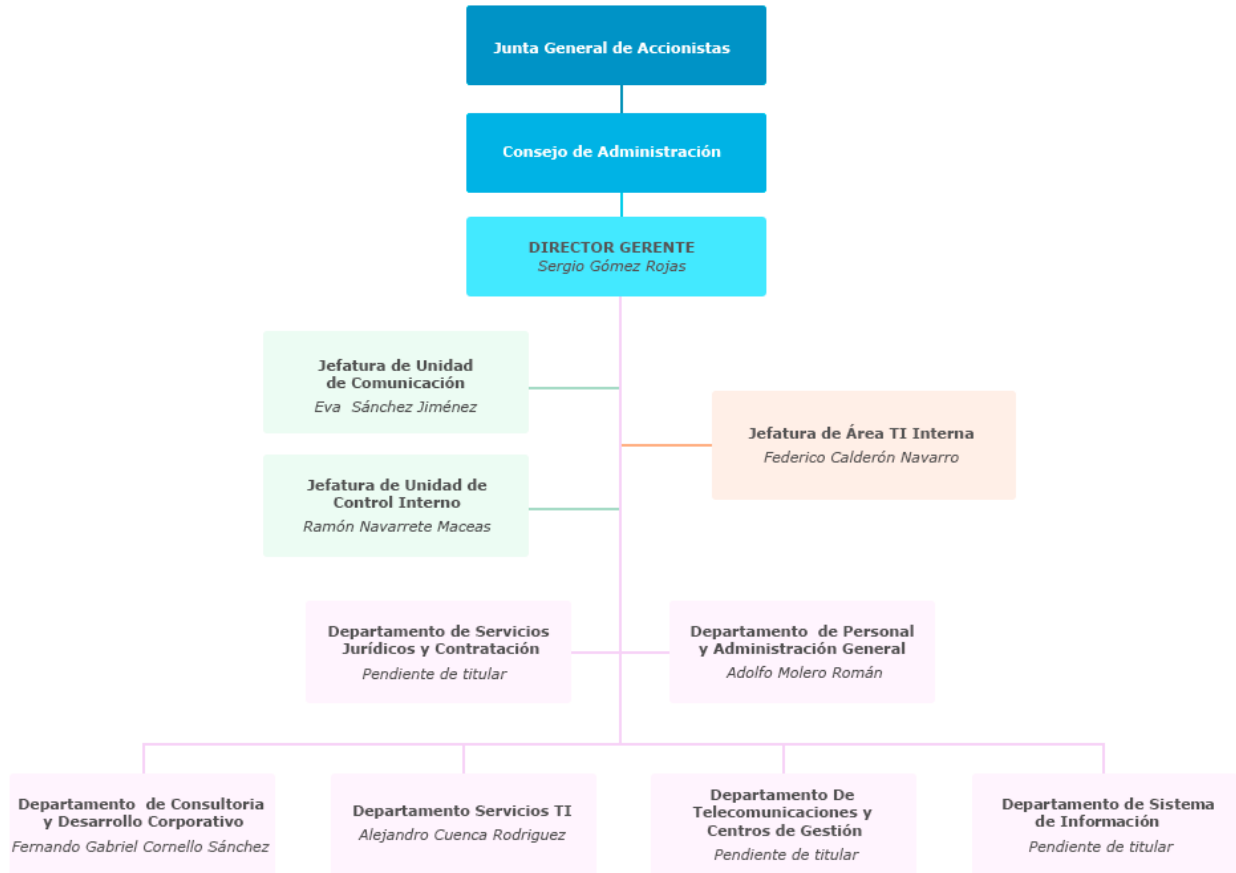 Junta General de Accionistas
Consejo de Administración
DIRECTOR GERENTE
Sergio Gómez Rojas
Jefatura de Unidad
de Comunicación
Eva Sánchez Jiménez
Jefatura de Área TI Interna
Federico Calderón Navarro
Jefatura de Unidad de
Control Interno
Ramón Navarrete Maceas
Departamento de Servicios
Jurídicos y Contratación
Pendiente de titular
Departamento de Personal
y Administración General
Adolfo Molero Román
Departamento de Consultoria
y Desarrollo Corporativo
Fernando Gabriel Cornello Sánchez
Departamento Servicios TI
Alejandro Cuenca Rodriguez
Departamento De
Telecomunicaciones y
Centros de Gestión
Pendiente de titular
Departamento de Sistema
de Información
Pendiente de titular